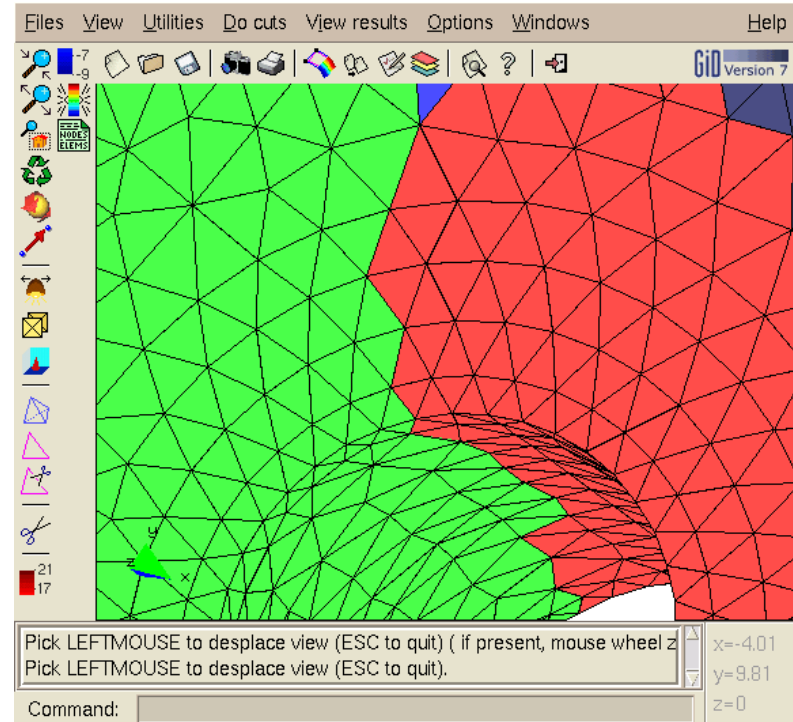 Files View Utilities Do cuts View results Options Windows Help
-7
-9
GiD Version 7
NODES
ELEMS
?
y
z
x
21
17
Pick LEFTMOUSE to desplace view (ESC to quit) ( if present, mouse wheel z
Pick LEFTMOUSE to desplace view (ESC to quit).
x=-4.01
y=9.81
z=0
Command: